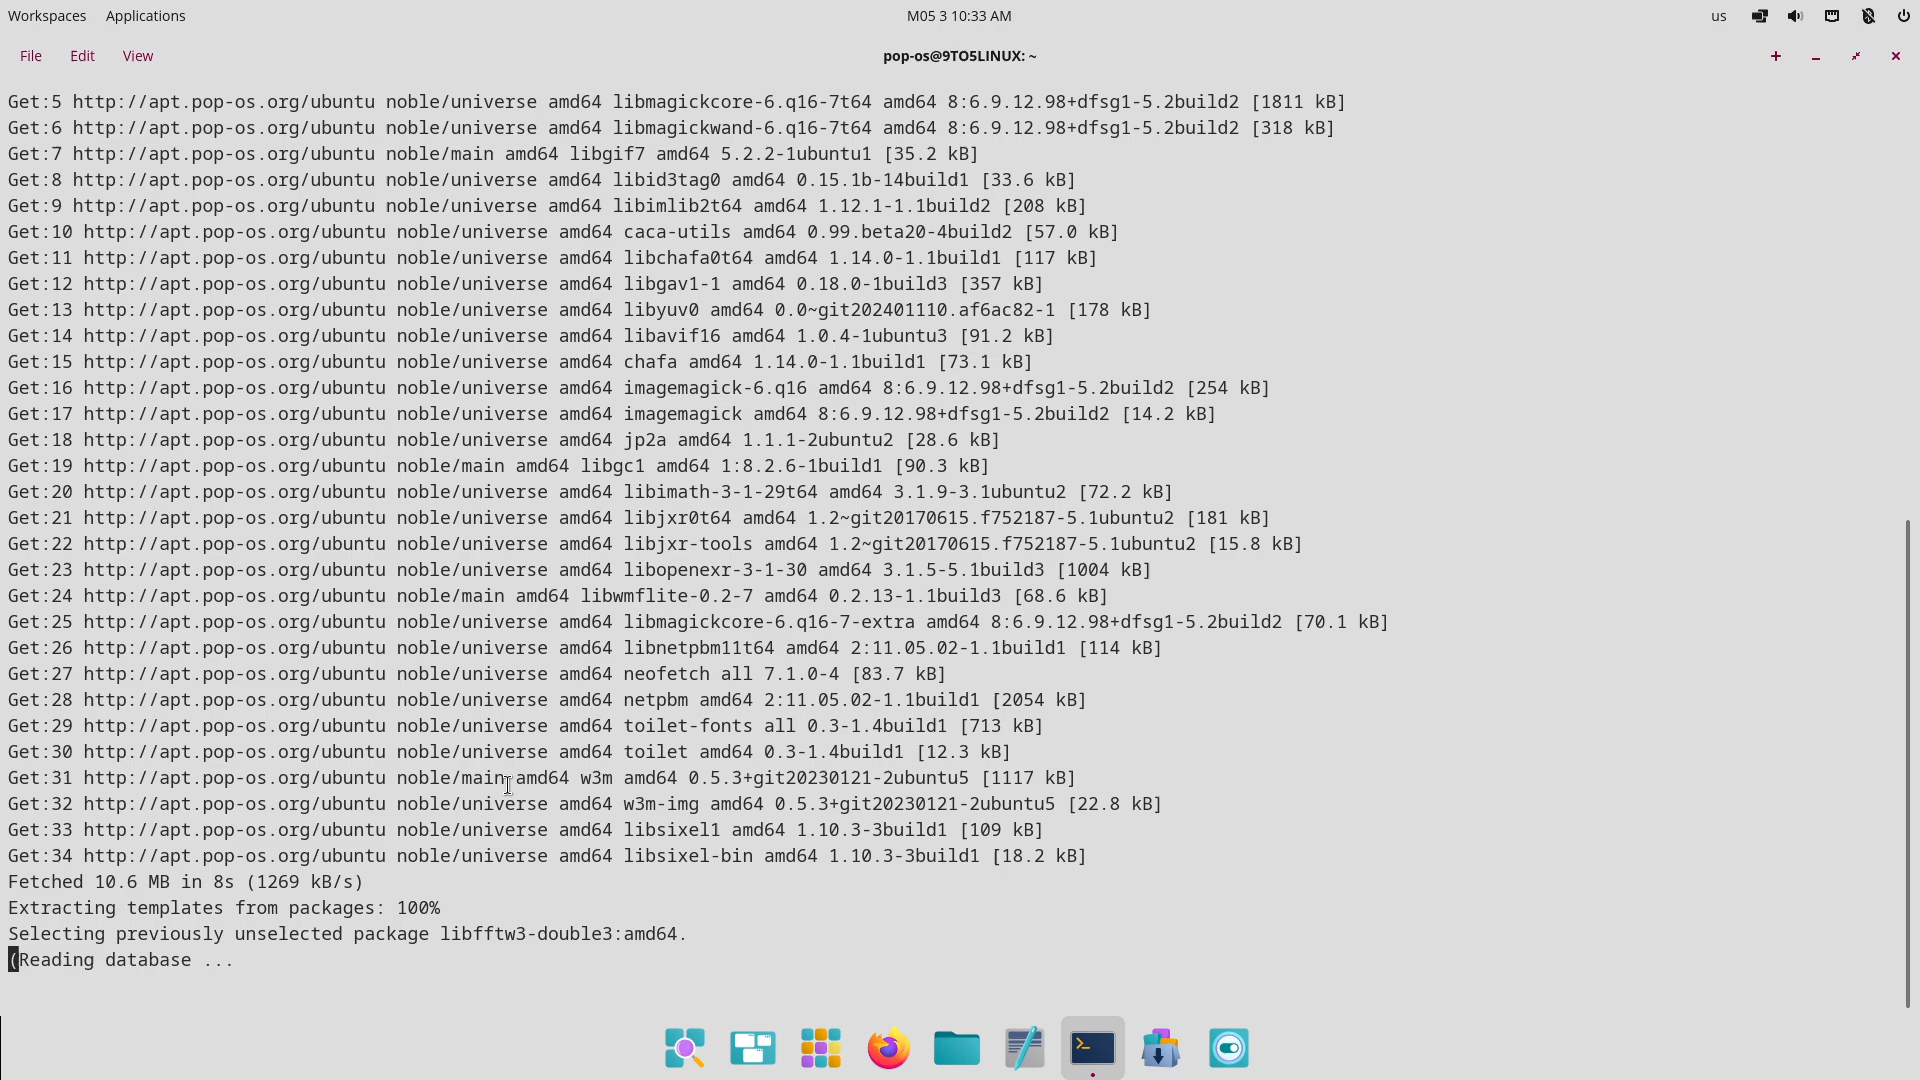 Workspaces Applications M05 3 10:33 AM us
File Edit View pop-os@9TO5LINUX: ~
Get:5 http://apt.pop-os.org/ubuntu noble/universe amd64 libmagickcore-6.q16-7t64 amd64 8:6.9.12.98+dfsg1-5.2build2 [1811 kB]
Get:6 http://apt.pop-os.org/ubuntu noble/universe amd64 libmagickwand-6.q16-7t64 amd64 8:6.9.12.98+dfsg1-5.2build2 [318 kB]
Get:7 http://apt.pop-os.org/ubuntu noble/main amd64 libgif7 amd64 5.2.2-1ubuntu1 [35.2 kB]
Get:8 http://apt.pop-os.org/ubuntu noble/universe amd64 libid3tag0 amd64 0.15.1b-14build1 [33.6 kB]
Get:9 http://apt.pop-os.org/ubuntu noble/universe amd64 libimlib2t64 amd64 1.12.1-1.1build2 [208 kB]
Get:10 http://apt.pop-os.org/ubuntu noble/universe amd64 caca-utils amd64 0.99.beta20-4build2 [57.0 kB]
Get:11 http://apt.pop-os.org/ubuntu noble/universe amd64 libchafa0t64 amd64 1.14.0-1.1build1 [117 kB]
Get:12 http://apt.pop-os.org/ubuntu noble/universe amd64 libgav1-1 amd64 0.18.0-1build3 [357 kB]
Get:13 http://apt.pop-os.org/ubuntu noble/universe amd64 libyuv0 amd64 0.0~git202401110.af6ac82-1 [178 kB]
Get:14 http://apt.pop-os.org/ubuntu noble/universe amd64 libavif16 amd64 1.0.4-1ubuntu3 [91.2 kB]
Get:15 http://apt.pop-os.org/ubuntu noble/universe amd64 chafa amd64 1.14.0-1.1build1 [73.1 kB]
Get:16 http://apt.pop-os.org/ubuntu noble/universe amd64 imagemagick-6.q16 amd64 8:6.9.12.98+dfsg1-5.2build2 [254 kB]
Get:17 http://apt.pop-os.org/ubuntu noble/universe amd64 imagemagick amd64 8:6.9.12.98+dfsg1-5.2build2 [14.2 kB]
Get:18 http://apt.pop-os.org/ubuntu noble/universe amd64 jp2a amd64 1.1.1-2ubuntu2 [28.6 kB]
Get:19 http://apt.pop-os.org/ubuntu noble/main amd64 libgc1 amd64 1:8.2.6-1build1 [90.3 kB]
Get:20 http://apt.pop-os.org/ubuntu noble/universe amd64 libimath-3-1-29t64 amd64 3.1.9-3.1ubuntu2 [72.2 kB]
Get:21 http://apt.pop-os.org/ubuntu noble/universe amd64 libjxr0t64 amd64 1.2~git20170615.f752187-5.1ubuntu2 [181 kB]
Get:22 http://apt.pop-os.org/ubuntu noble/universe amd64 libjxr-tools amd64 1.2~git20170615.f752187-5.1ubuntu2 [15.8 kB]
Get:23 http://apt.pop-os.org/ubuntu noble/universe amd64 libopenexr-3-1-30 amd64 3.1.5-5.1build3 [1004 kB]
Get:24 http://apt.pop-os.org/ubuntu noble/main amd64 libwmflite-0.2-7 amd64 0.2.13-1.1build3 [68.6 kB]
Get:25 http://apt.pop-os.org/ubuntu noble/universe amd64 libmagickcore-6.q16-7-extra amd64 8:6.9.12.98+dfsg1-5.2build2 [70.1 kB]
Get:26 http://apt.pop-os.org/ubuntu noble/universe amd64 libnetpbm11t64 amd64 2:11.05.02-1.1build1 [114 kB]
Get:27 http://apt.pop-os.org/ubuntu noble/universe amd64 neofetch all 7.1.0-4 [83.7 kB]
Get:28 http://apt.pop-os.org/ubuntu noble/universe amd64 netpbm amd64 2:11.05.02-1.1build1 [2054 kB]
Get:29 http://apt.pop-os.org/ubuntu noble/universe amd64 toilet-fonts all 0.3-1.4build1 [713 kB]
Get:30 http://apt.pop-os.org/ubuntu noble/universe amd64 toilet amd64 0.3-1.4build1 [12.3 kB]
Get:31 http://apt.pop-os.org/ubuntu noble/main amd64 w3m amd64 0.5.3+git20230121-2ubuntu5 [1117 kB]
Get:32 http://apt.pop-os.org/ubuntu noble/universe amd64 w3m-img amd64 0.5.3+git20230121-2ubuntu5 [22.8 kB]
Get:33 http://apt.pop-os.org/ubuntu noble/universe amd64 libsixel1 amd64 1.10.3-3build1 [109 kB]
Get:34 http://apt.pop-os.org/ubuntu noble/universe amd64 libsixel-bin amd64 1.10.3-3build1 [18.2 kB]
Fetched 10.6 MB in 8s (1269 kB/s)
Extracting templates from packages: 100%
Selecting previously unselected package libfftw3-double3:amd64.
(Reading database ...